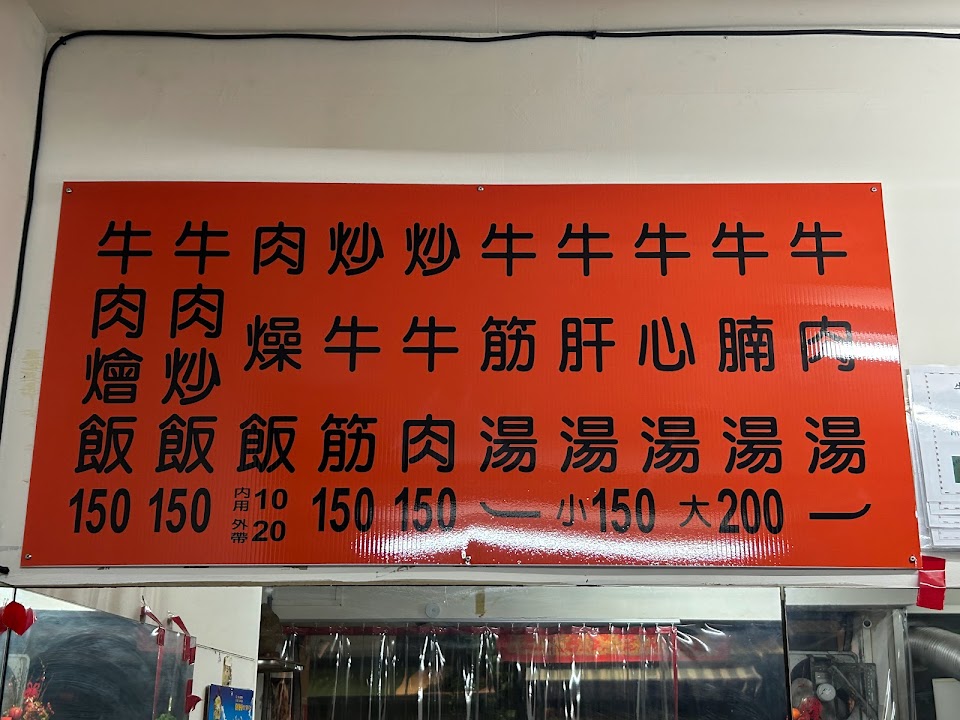 牛肉湯
牛腩湯
牛心湯
牛肝湯
牛筋湯
小150 大200
炒牛肉
150
炒牛筋
150
肉燥飯
內用 10
外帶 20
牛肉炒飯
150
牛肉燴飯
150